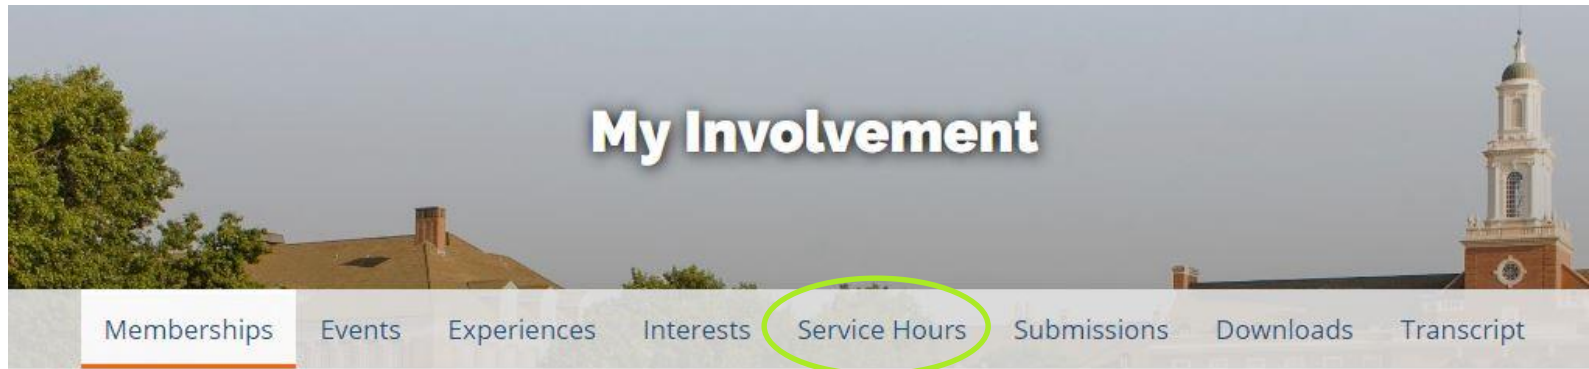 My Involvement
Memberships Events Experiences Interests Service Hours Submissions Downloads Transcript